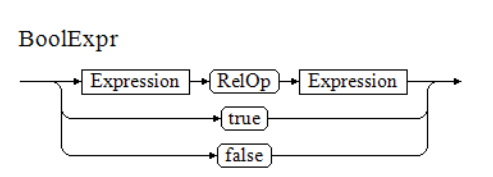 BoolExpr
Expression RelOp Expression
true
false